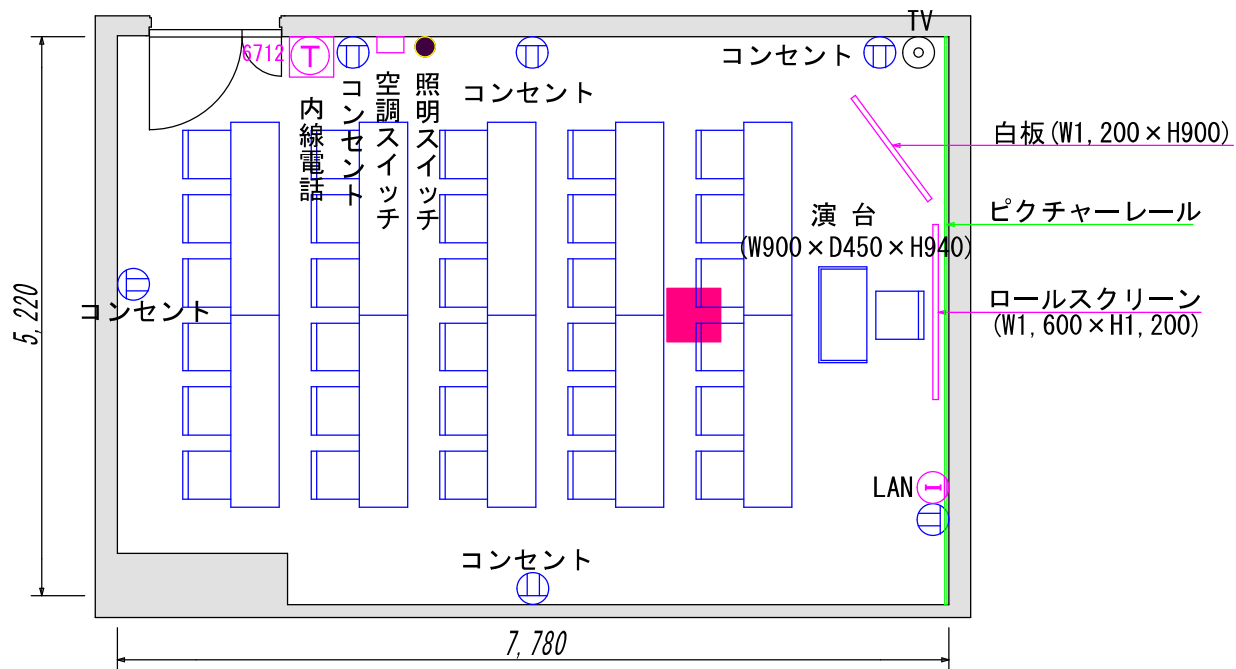 TV
6712
コンセント
コンセント
コンセント
内線電話
空調スイッチ
照明スイッチ
白板(W1,200×H900)
ピクチャーレール
演台
(W900×D450×H940)
ロールスクリーン
(W1,600×H1,200)
コンセント
5,220
LAN
コンセント
7,780